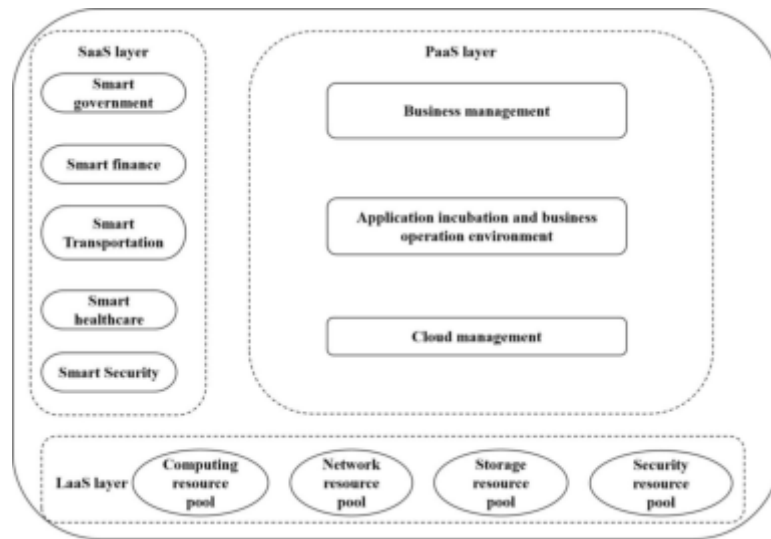 SaaS layer
Smart
government
Smart finance
Smart
Transportation
Smart
healthcare
Smart Security
PaaS layer
Business management
Application incubation and business
operation environment
Cloud management
LaaS layer
Computing
resource
pool
Network
resource
pool
Storage
resource
pool
Security
resource
pool